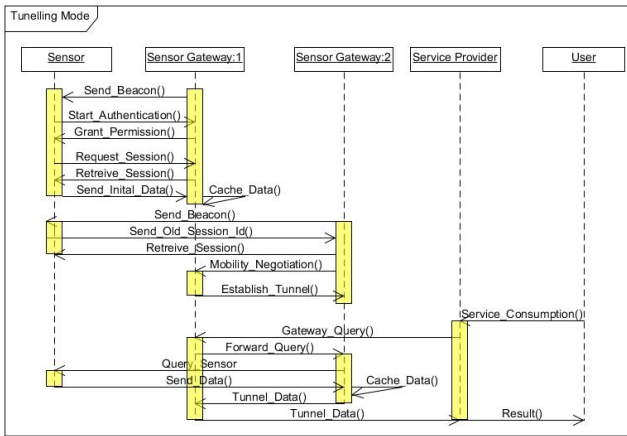 Tunelling Mode
Sensor Sensor Gateway:1 Sensor Gateway:2 Service Provider User
Send_Beacon()
Start_Authentication()
Grant_Permission()
Request_Session()
Retreive_Session()
Send_Inital_Data() Cache_Data()
Send_Beacon()
Send_Old_Session_Id()
Retreive_Session()
Mobility_Negotiation()
Establish_Tunnel()
Service_Consumption()
Gateway_Query()
Forward_Query()
Query_Sensor
Send_Data() Cache_Data()
Tunnel_Data()
Tunnel_Data() Result()